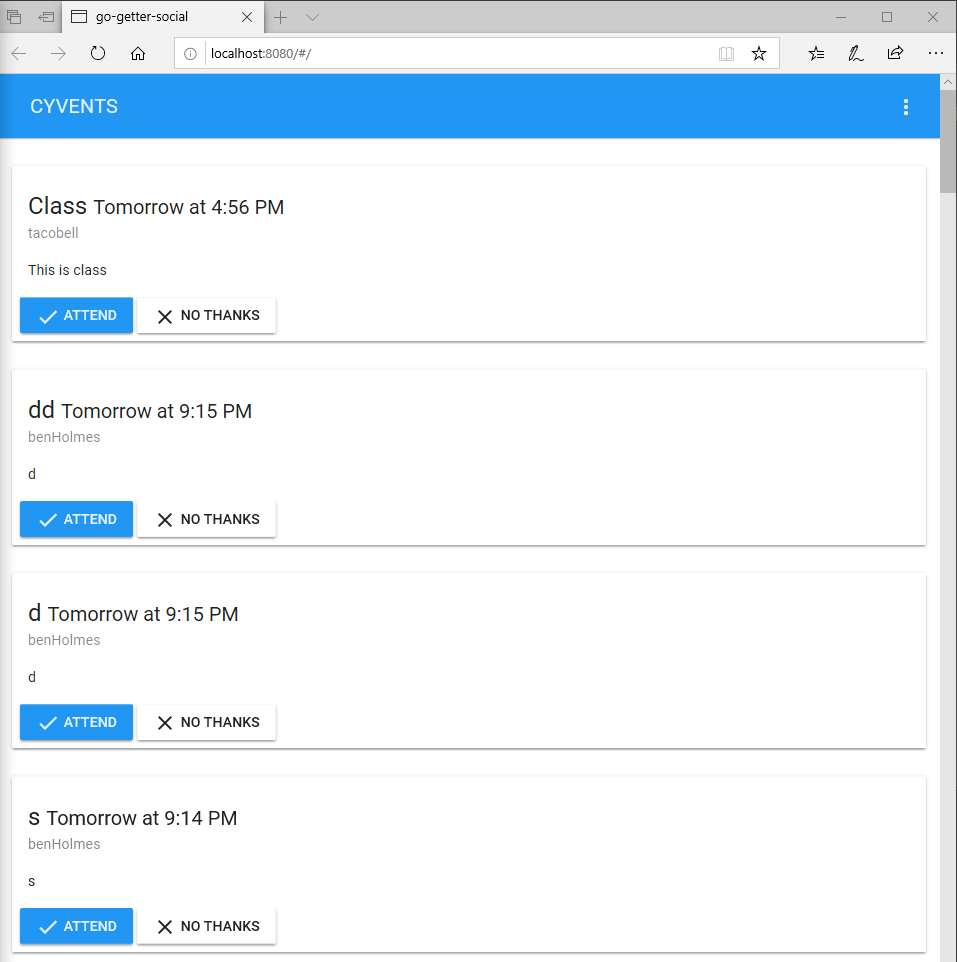 go-getter-social
localhost:8080/#/
CYVENTS
Class Tomorrow at 4:56 PM
tacobell
This is class
ATTEND NO THANKS
dd Tomorrow at 9:15 PM
benHolmes
d
ATTEND NO THANKS
d Tomorrow at 9:15 PM
benHolmes
d
ATTEND NO THANKS
s Tomorrow at 9:14 PM
benHolmes
s
ATTEND NO THANKS